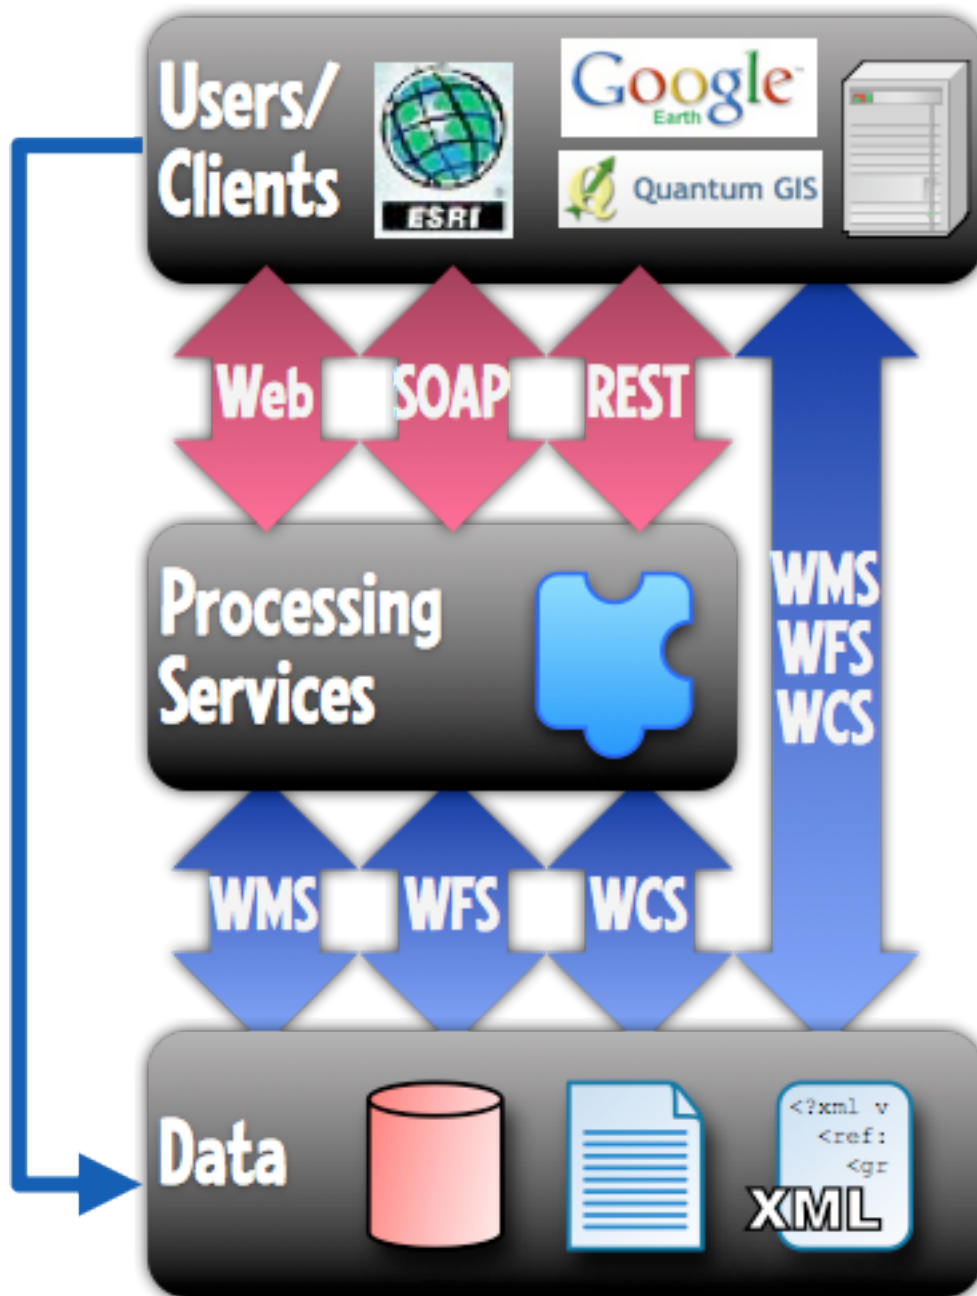 Users/
Clients
ESRI
Google
Earth
Quantum GIS
Web
SOAP
REST
Processing
Services
WMS
WFS
WCS
WMS
WFS
WCS
Data
<?xml v
<ref:
<gr
XML